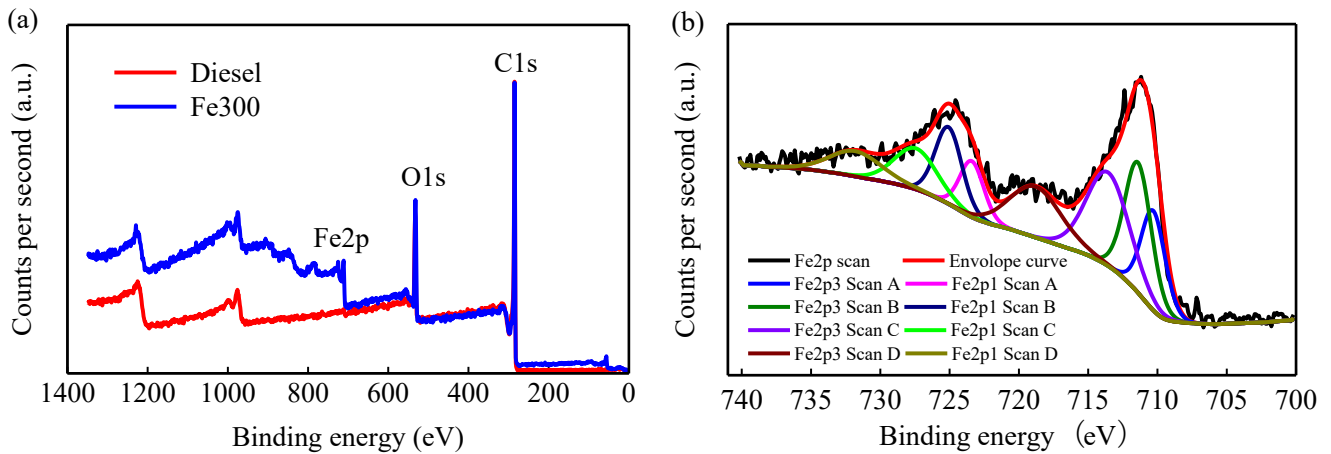 (a)
Counts per second (a.u.)
Diesel
Fe300
C1s
O1s
Fe2p
1400 1200 1000 800 600 400 200 0
Binding energy (eV)
(b)
Counts per second (a.u.)
Fe2p scan Envolope curve
Fe2p3 Scan A Fe2p1 Scan A
Fe2p3 Scan B Fe2p1 Scan B
Fe2p3 Scan C Fe2p1 Scan C
Fe2p3 Scan D Fe2p1 Scan D
740 735 730 725 720 715 710 705 700
Binding energy （eV）